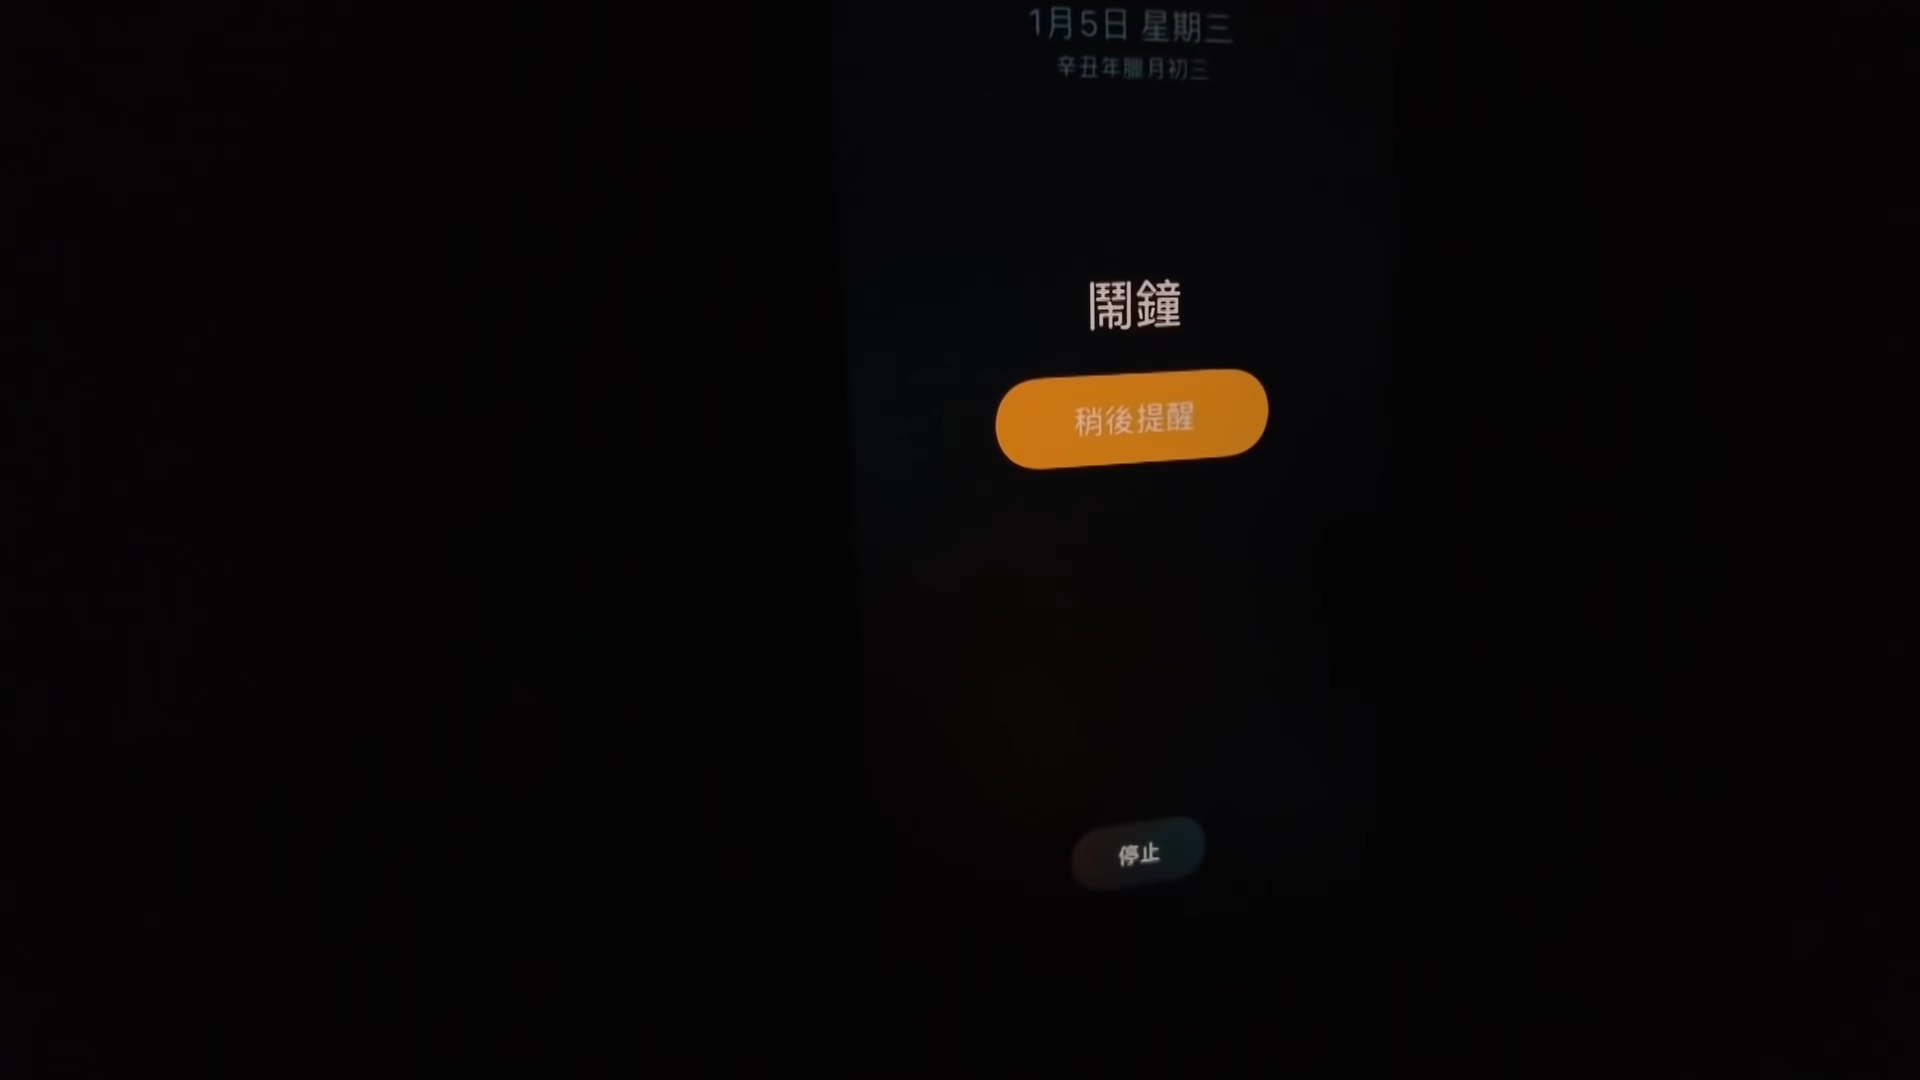 1月5日 星期三
辛丑年臘月初三
鬧鐘
稍後提醒
停止